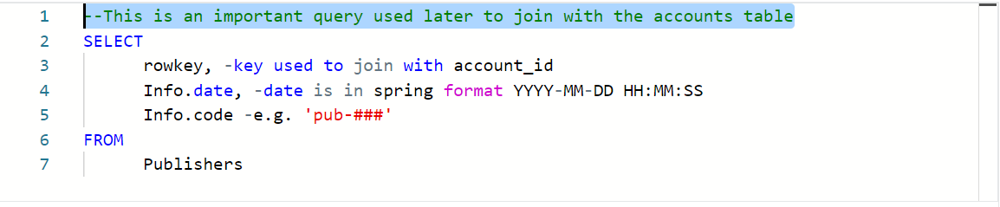 1 --This is an important query used later to join with the accounts table
2 SELECT
3 rowkey, -key used to join with account_id
4 Info.date, -date is in spring format YYYY-MM-DD HH:MM:SS
5 Info.code -e.g. 'pub-###'
6 FROM
7 Publishers